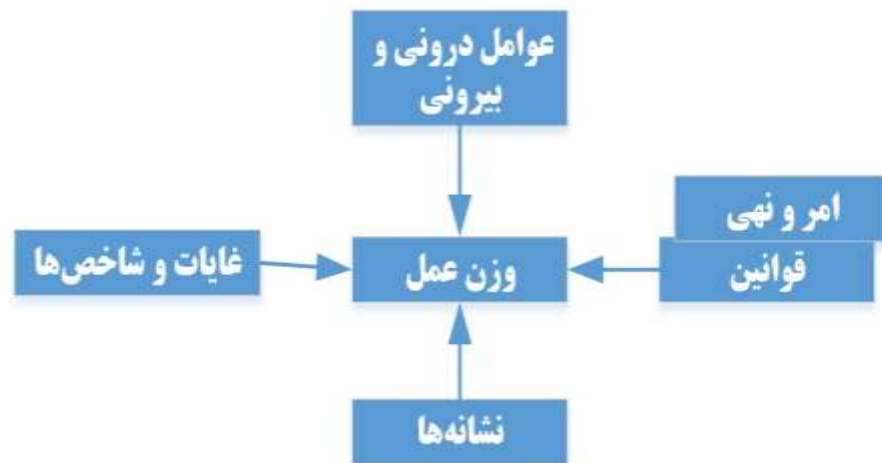 عوامل درونی و
بیرونی
امر و نهی
قوانین
وزن عمل
غایات و شاخص‌ها
نشانه‌ها